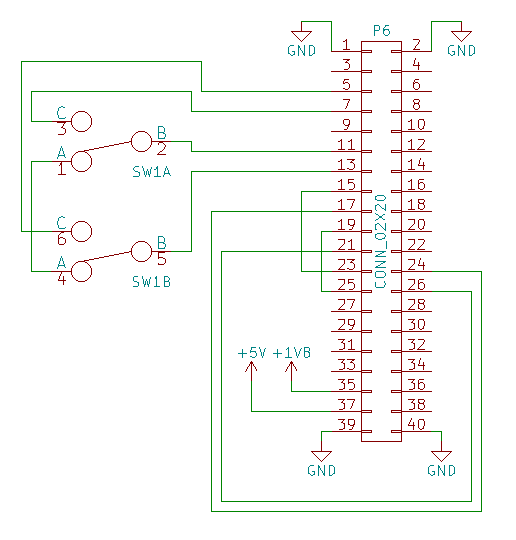 P6
GND
1
2
GND
3
4
5
6
7
8
9
10
11
12
13
14
15
16
17
18
19
20
21
22
23
24
25
26
27
28
29
30
31
32
33
34
35
36
37
38
39
40
CONN_02X20
C
3
B
2
A
1
SW1A
C
6
B
5
A
4
SW1B
+5V
+1VB
GND
GND